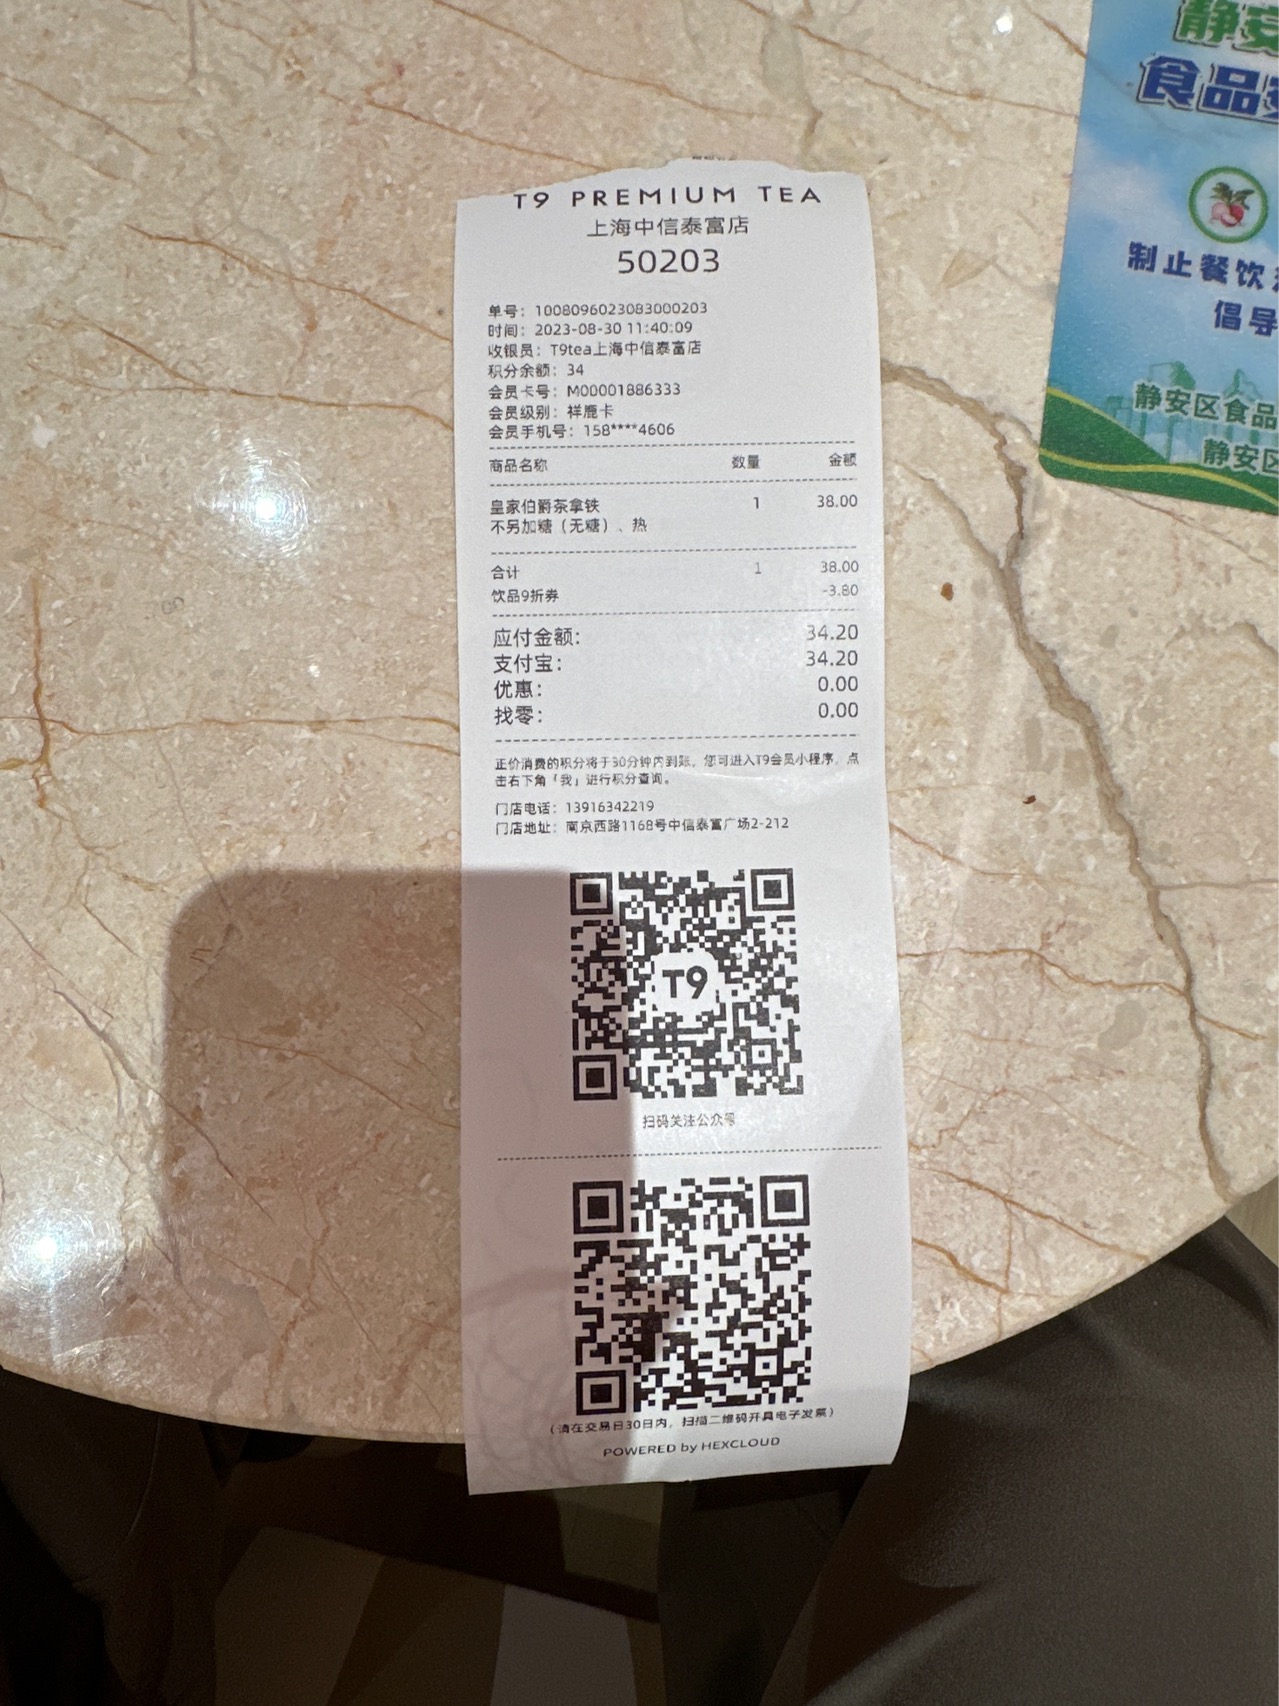 T9 PREMIUM TEA
上海中信泰富店
50203
单号：1008096023083000203
时间：2023-08-30 11:40:09
收银员：T9tea上海中信泰富店
积分余额：34
会员卡号：M00001886333
会员级别：祥鹿卡
会员手机号：158****4606
商品名称 数量 金额
皇家伯爵茶拿铁 1 38.00
不另加糖（无糖）、热
合计 1 38.00
饮品9折券 -3.80
应付金额： 34.20
支付宝： 34.20
优惠： 0.00
找零： 0.00
正价消费的积分将于30分钟内到账，您可进入T9会员小程序，点
击右下角「我」进行积分查询。
门店电话：13916342219
门店地址：南京西路1168号中信泰富广场2-212
T9
扫码关注公众号
（请在交易日30日内，扫描二维码开具电子发票）
POWERED by HEXCLOUD
静安
食品
制止餐饮
倡导
静安区食品
静安区